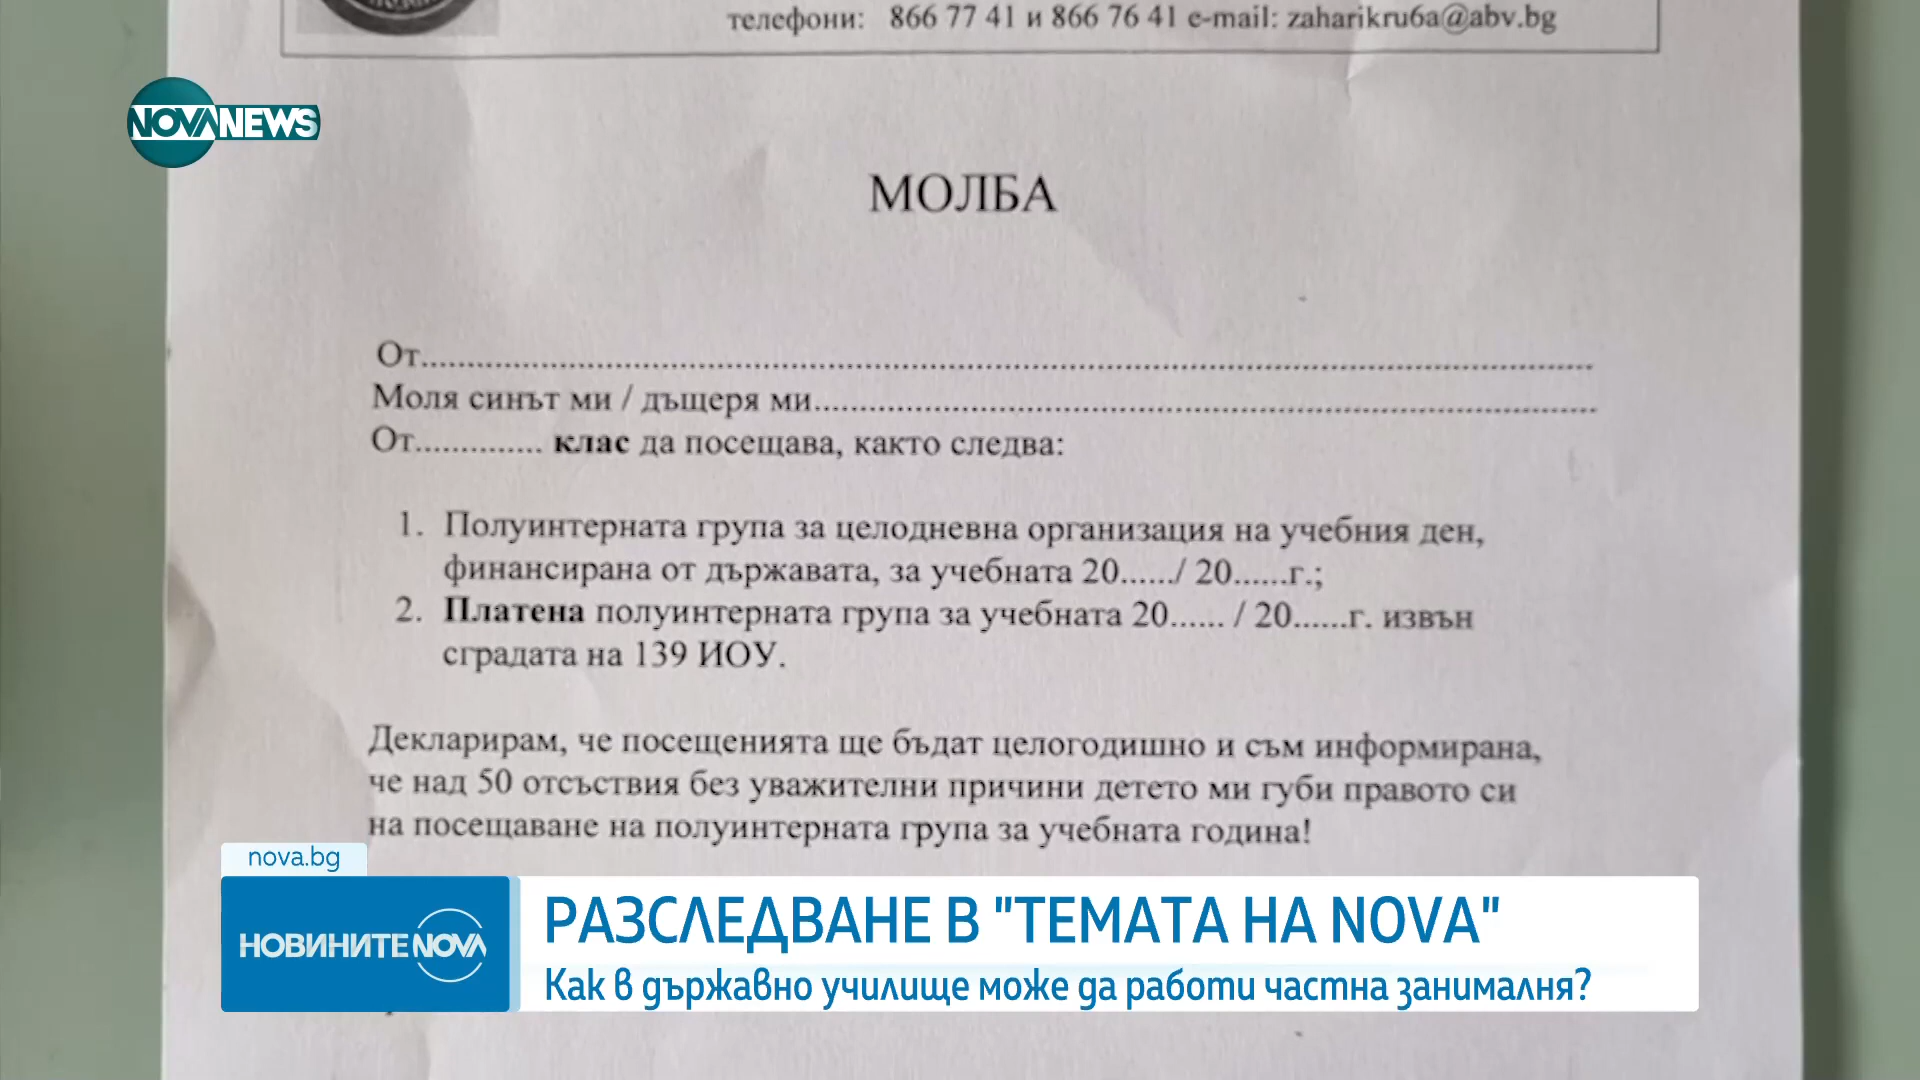 телефони: 866 77 41 и 866 76 41 e-mail: zaharikru6a@abv.bg
NOVANEWS
МОЛБА
От..........................................................................................................................
Моля синът ми / дъщеря ми...............................................................................
От.............. клас да посещава, както следва:
1. Полуинтерната група за целодневна организация на учебния ден,
финансирана от държавата, за учебната 20....../ 20......г.;
2. Платена полуинтерната група за учебната 20...... / 20......г. извън
сградата на 139 ИОУ.
Декларирам, че посещенията ще бъдат целогодишно и съм информирана,
че над 50 отсъствия без уважителни причини детето ми губи правото си
на посещаване на полуинтерната група за учебната година!
nova.bg
НОВИНИТЕ NOVA
РАЗСЛЕДВАНЕ В "ТЕМАТА НА NOVA"
Как в държавно училище може да работи частна занималня?